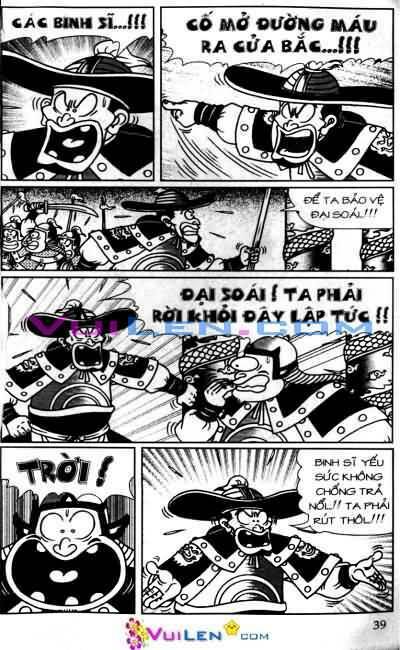 CÁC BINH SĨ...!!!
CỐ MỞ ĐƯỜNG MÁU
RA CỬA BẮC...!!!
ĐỂ TA BẢO VỆ
ĐẠI SOÁI!!!
ĐẠI SOÁI! TA PHẢI
RỜI KHỎI ĐÂY LẬP TỨC!!
VUILEN.COM
TRỜI!
BINH SĨ YẾU
SỨC KHÔNG
CHỐNG TRẢ
NỔI!! TA PHẢI
RÚT THÔI!!!
39
VUILEN.COM